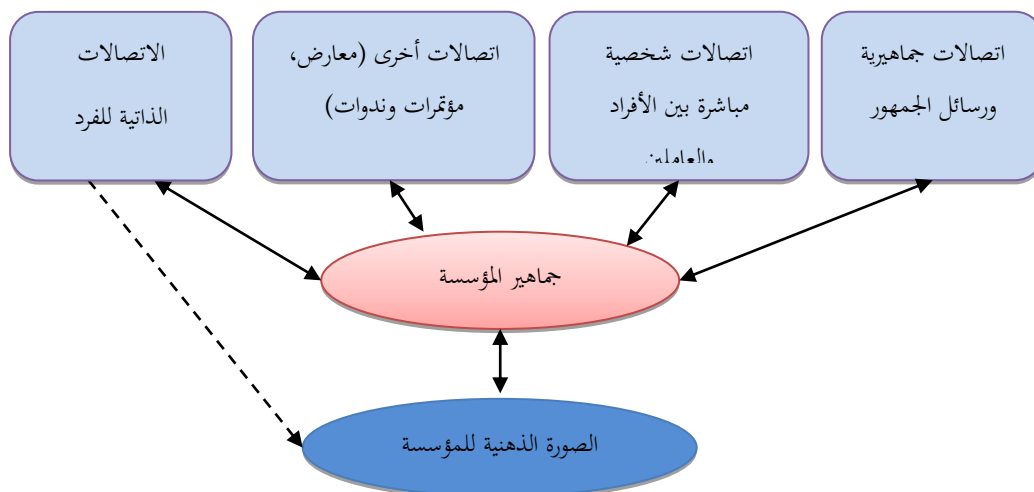 اتصالات جماهيرية
ورسائل الجمهور
اتصالات شخصية
مباشرة بين الأفراد
والعاملين
اتصالات أخرى (معارض،
مؤتمرات وندوات)
الاتصالات
الذاتية للفرد
جماهير المؤسسة
الصورة الذهنية للمؤسسة